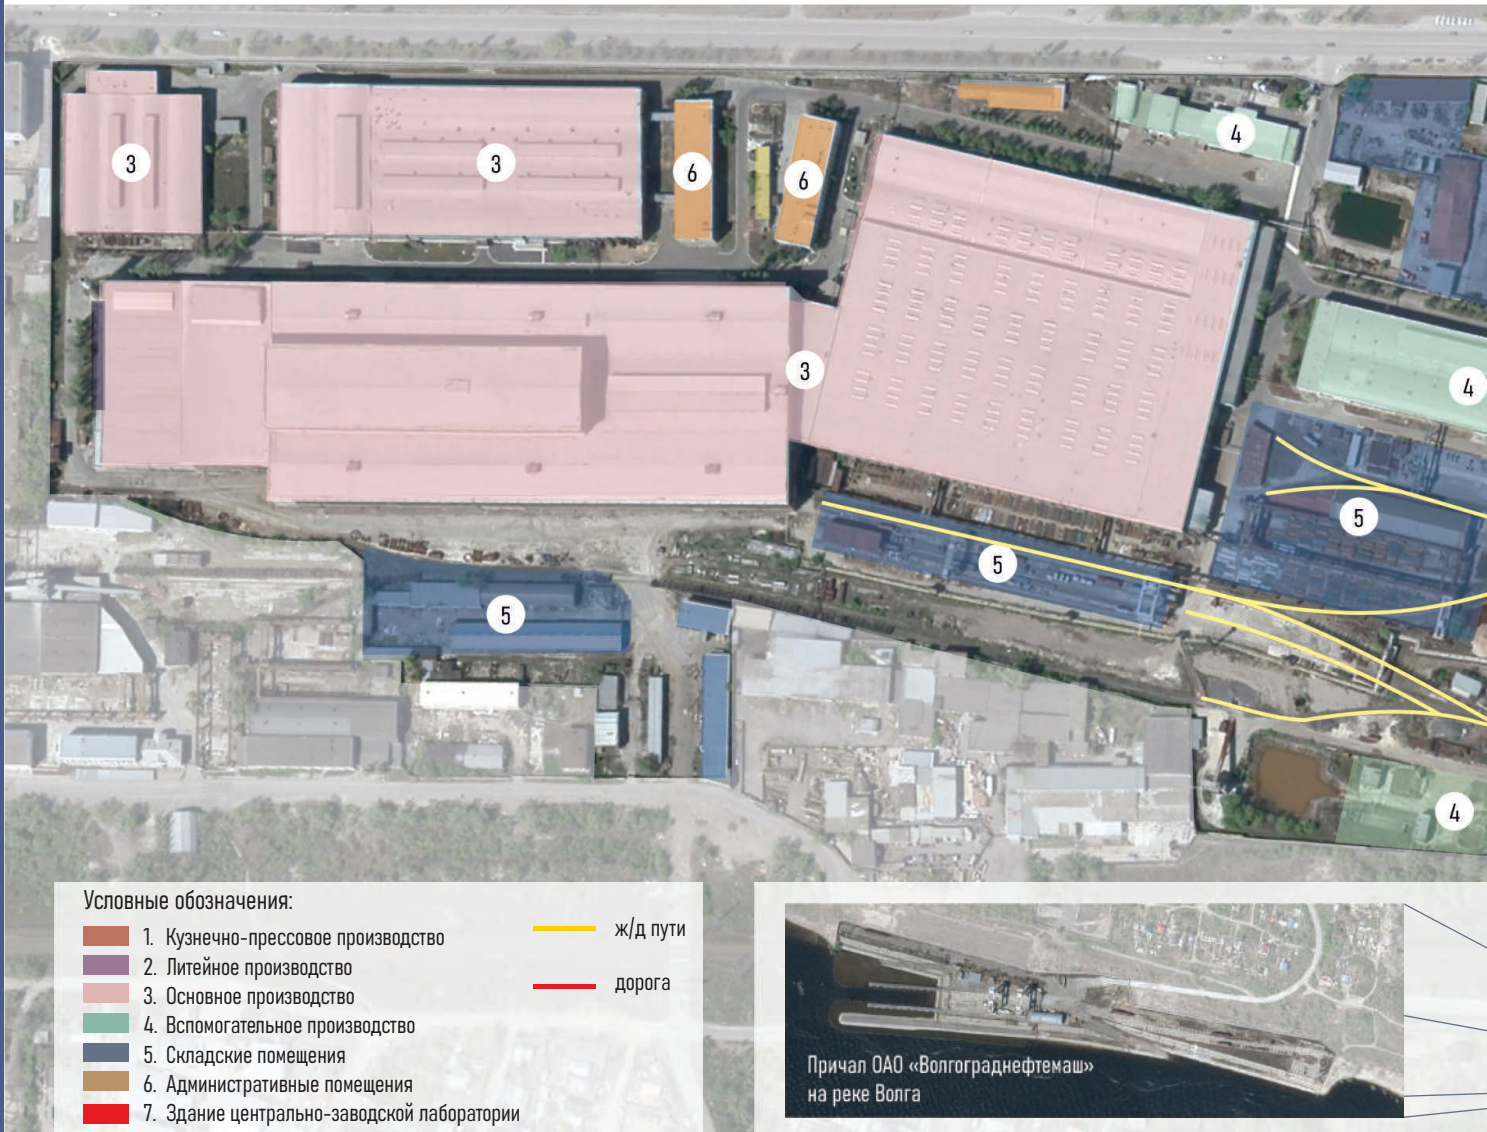 3
3
6
6
4
3
4
5
5
5
4
Условные обозначения:
1. Кузнечно-прессовое производство
2. Литейное производство
3. Основное производство
4. Вспомогательное производство
5. Складские помещения
6. Административные помещения
7. Здание центрально-заводской лаборатории
ж/д пути
дорога
Причал ОАО «Волгограднефтемаш»
на реке Волга